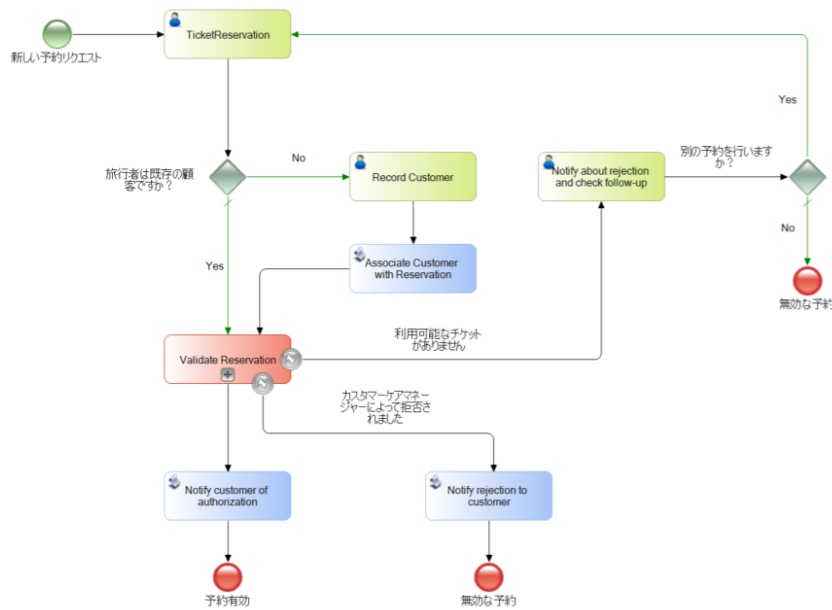 TicketReservation
新しい予約リクエスト
Yes
旅行者は既存の顧
客ですか？
No
Record Customer
Notify about rejection
and check follow-up
別の予約を行います
か？
No
Yes
Associate Customer
with Reservation
無効な予約
Validate Reservation
利用可能なチケット
がありません
カスタマーケアマネー
ジャーによって拒否さ
れました
Notify customer of
authorization
Notify rejection to
customer
予約有効
無効な予約